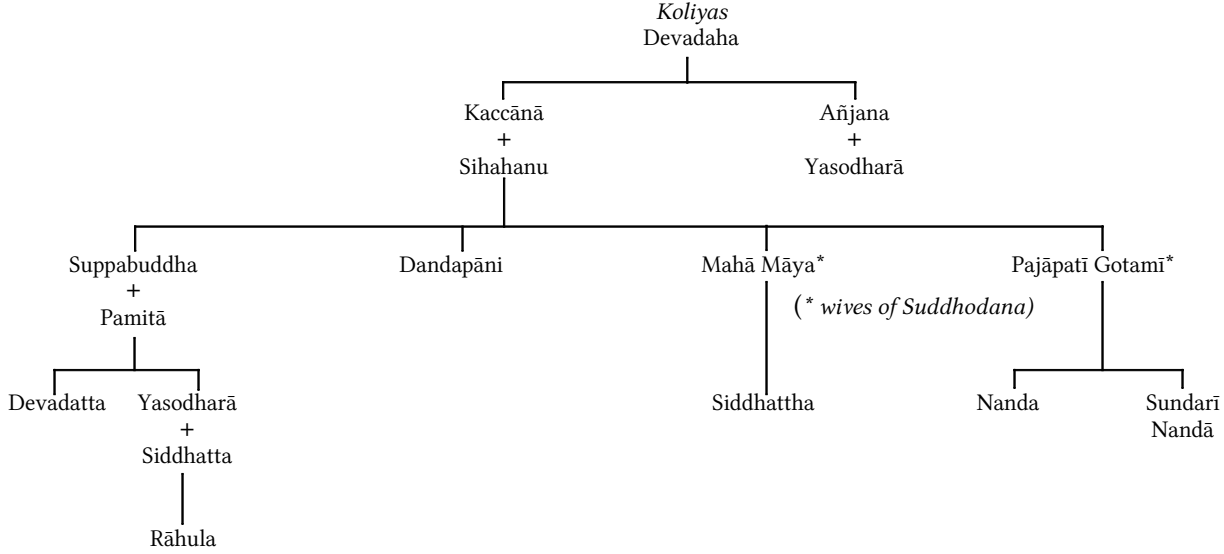 Koliyas
Devadaha
Kaccānā
+
Sihahanu
Añjana
+
Yasodharā
Suppabuddha
+
Pamitā
Dandapāni
Mahā Māya*
Pajāpatī Gotamī*
(* wives of Suddhodana)
Devadatta
Yasodharā
+
Siddhatta
Siddhattha
Nanda
Sundarī
Nandā
Rāhula